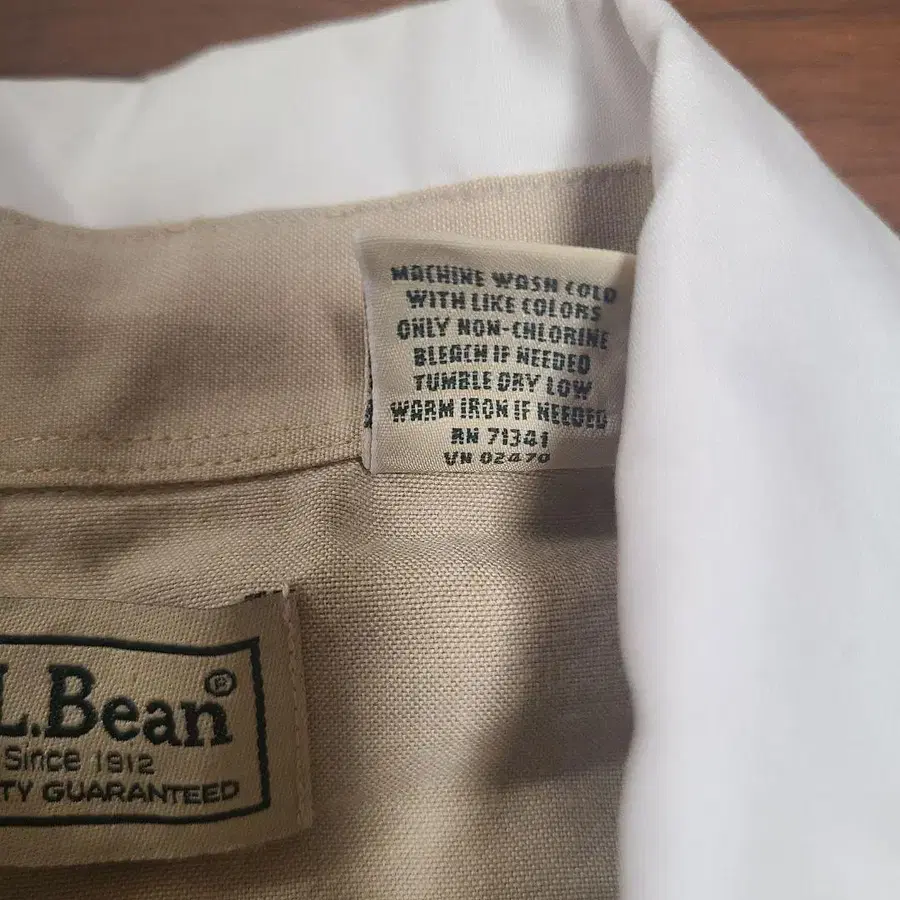 MACHINE WASH COLD
WITH LIKE COLORS
ONLY NON-CHLORINE
BLEACH IF NEEDED
TUMBLE DRY LOW
WARM IRON IF NEEDED
RN 71341
VN 02470
L.Bean®
Since 1912
TY GUARANTEED